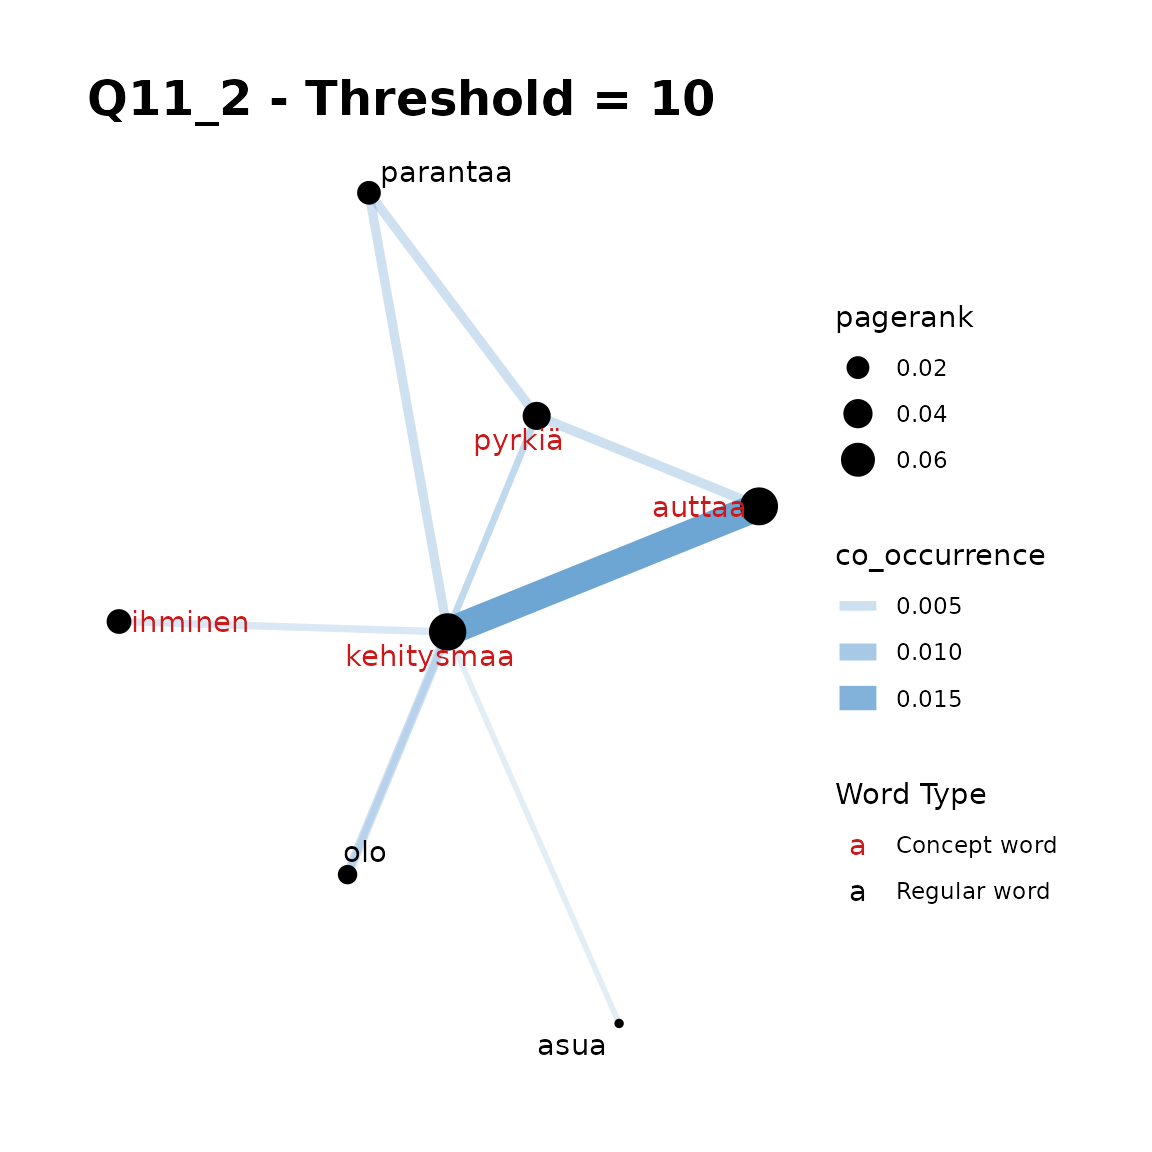 Q11_2 - Threshold = 10
parantaa
pyrkiä
auttaa
ihminen
kehitysmaa
olo
asua
pagerank
0.02
0.04
0.06
co_occurrence
0.005
0.010
0.015
Word Type
a Concept word
a Regular word